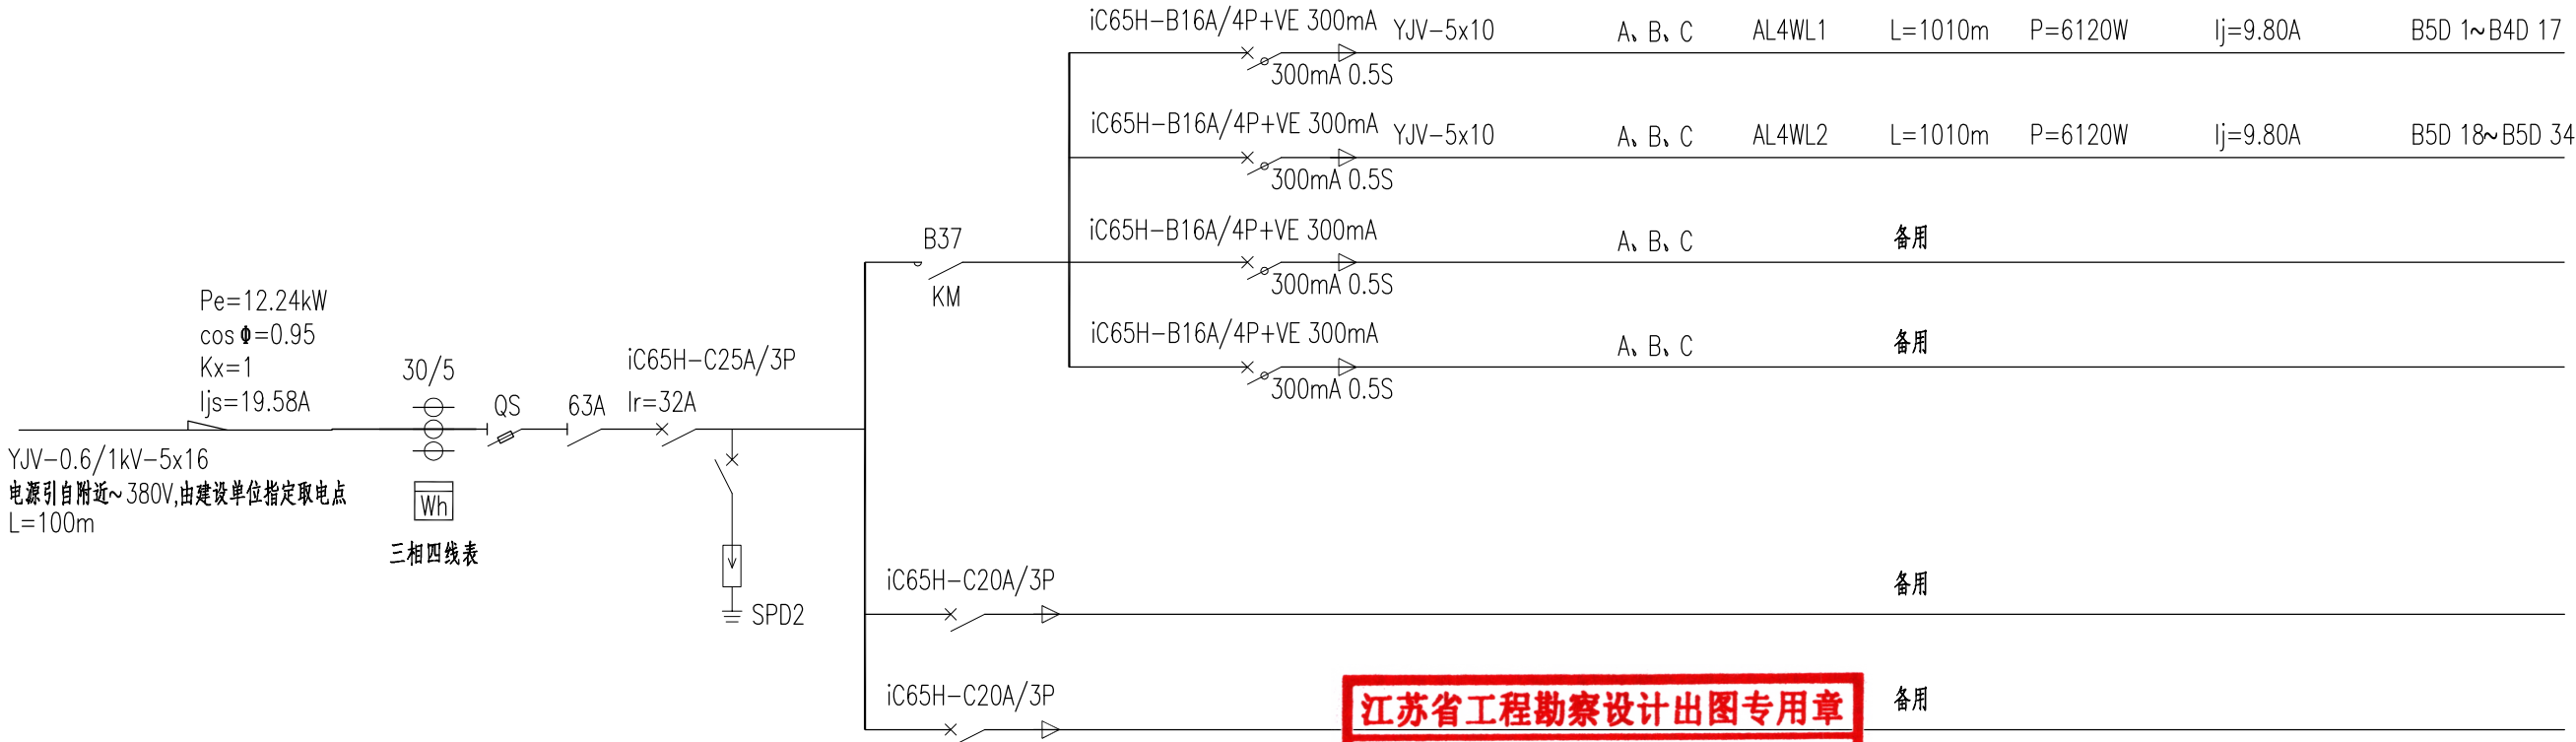 iC65H-B16A/4P+VE 300mA YJV-5x10 A、B、C AL4WL1 L=1010m P=6120W Ij=9.80A B5D 1~B4D 17
300mA 0.5S
iC65H-B16A/4P+VE 300mA YJV-5x10 A、B、C AL4WL2 L=1010m P=6120W Ij=9.80A B5D 18~B5D 34
300mA 0.5S
iC65H-B16A/4P+VE 300mA A、B、C 备用
300mA 0.5S
iC65H-B16A/4P+VE 300mA A、B、C 备用
300mA 0.5S
B37
KM
Pe=12.24kW
cosΦ=0.95
Kx=1
Ijs=19.58A
30/5
QS
63A
iC65H-C25A/3P
Ir=32A
YJV-0.6/1kV-5x16
电源引自附近~380V,由建设单位指定取电点
L=100m
Wh
三相四线表
SPD2
iC65H-C20A/3P 备用
iC65H-C20A/3P 备用
江苏省工程勘察设计出图专用章